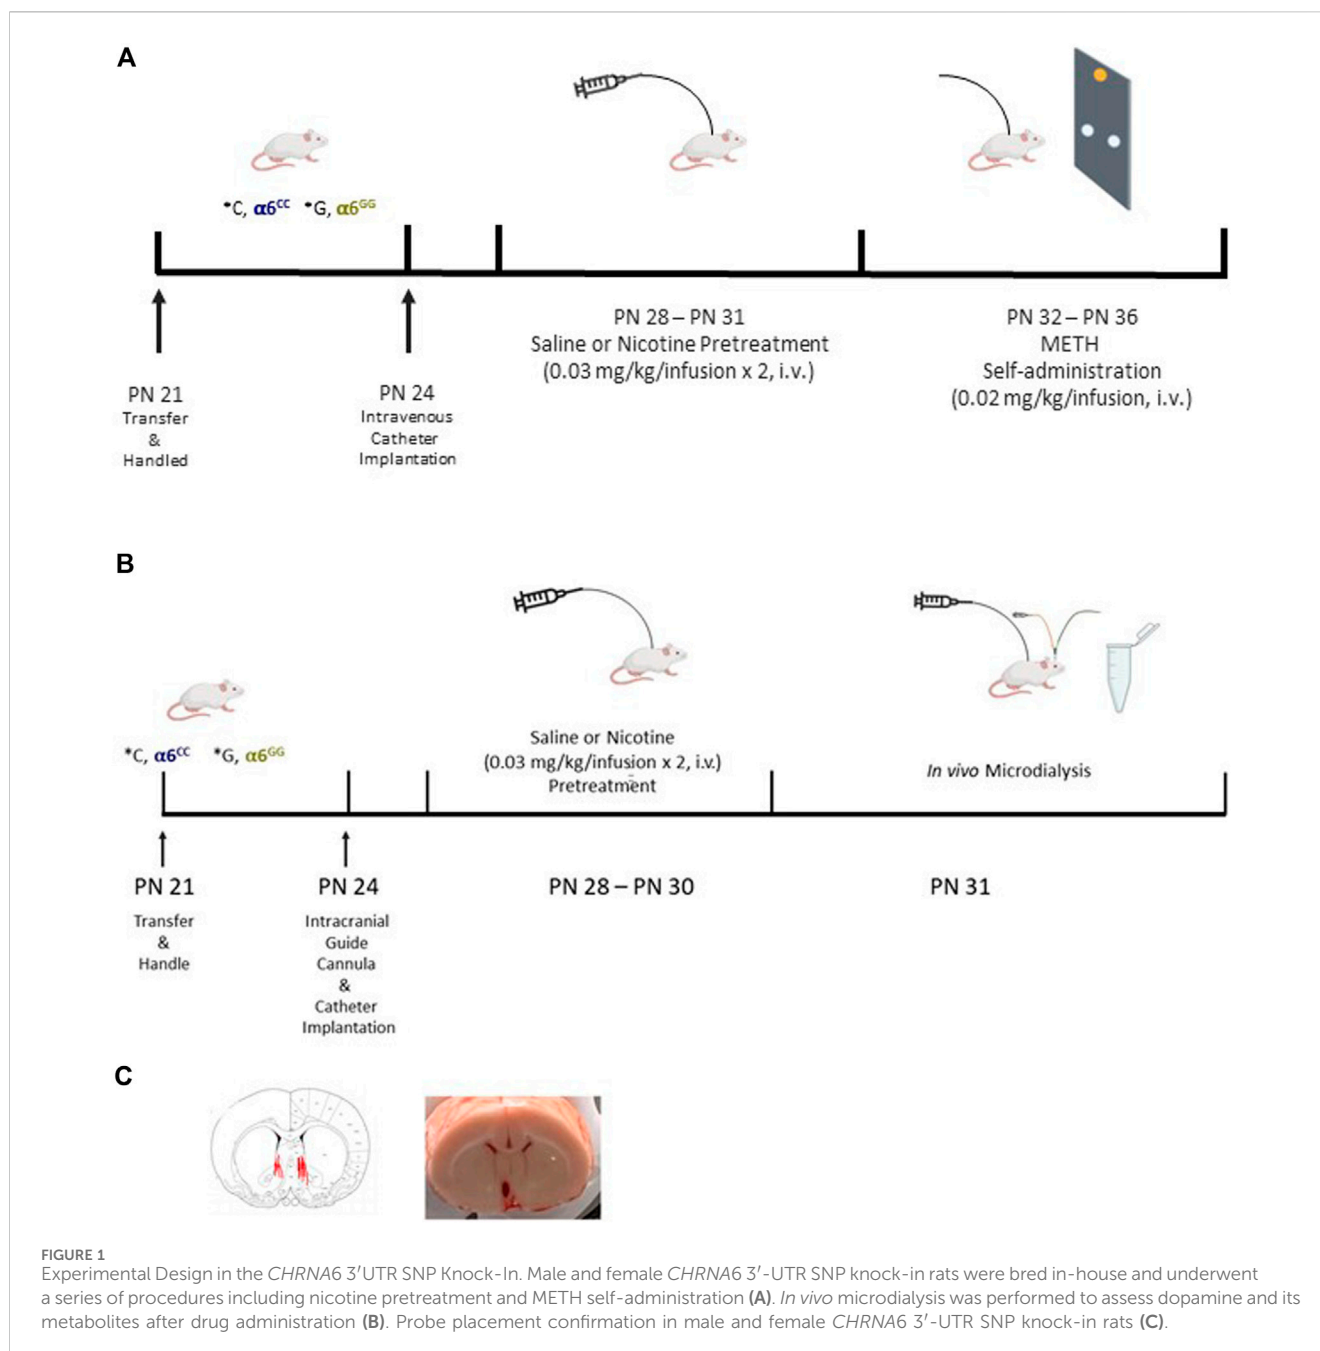 A
*C, α6CC *G, α6GG
PN 28 – PN 31
Saline or Nicotine Pretreatment
(0.03 mg/kg/infusion x 2, i.v.)
PN 32 – PN 36
METH
Self-administration
(0.02 mg/kg/infusion, i.v.)
PN 21
Transfer
&
Handled
PN 24
Intravenous
Catheter
Implantation
B
*C, α6CC *G, α6GG
Saline or Nicotine
(0.03 mg/kg/infusion x 2, i.v.)
Pretreatment
In vivo Microdialysis
PN 21
Transfer
&
Handle
PN 24
Intracranial
Guide
Cannula
&
Catheter
Implantation
PN 28 – PN 30
PN 31
C
FIGURE 1
Experimental Design in the CHRNA6 3′UTR SNP Knock-In. Male and female CHRNA6 3′-UTR SNP knock-in rats were bred in-house and underwent
a series of procedures including nicotine pretreatment and METH self-administration (A). In vivo microdialysis was performed to assess dopamine and its
metabolites after drug administration (B). Probe placement confirmation in male and female CHRNA6 3′-UTR SNP knock-in rats (C).